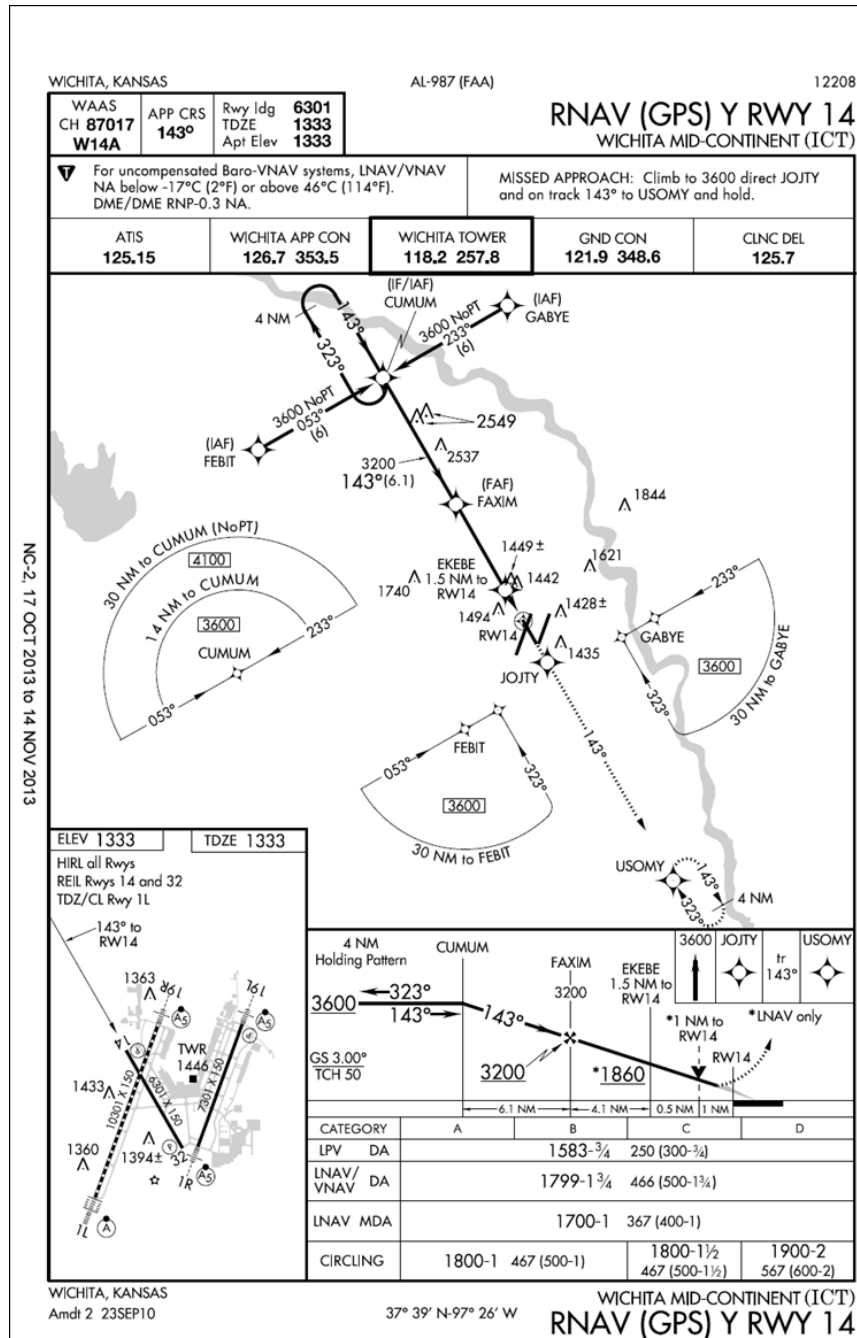 WICHITA, KANSAS
AL-987 (FAA)
12208
WAAS
CH 87017
W14A
APP CRS
143°
Rwy ldg 6301
TDZE 1333
Apt Elev 1333
RNAV (GPS) Y RWY 14
WICHITA MID-CONTINENT (ICT)
T
For uncompensated Baro-VNAV systems, LNAV/VNAV
NA below -17°C (2°F) or above 46°C (114°F).
DME/DME RNP-0.3 NA.
MISSED APPROACH: Climb to 3600 direct JOJTY
and on track 143° to USOMY and hold.
ATIS
125.15
WICHITA APP CON
126.7 353.5
WICHITA TOWER
118.2 257.8
GND CON
121.9 348.6
CLNC DEL
125.7
(IF/IAF)
CUMUM
(IAF)
GABYE
4 NM
143°
323°
3600 NoPT
233°
(6)
3600 NoPT
053°
(6)
(IAF)
FEBIT
2549
2537
3200
143°(6.1)
(FAF)
FAXIM
1844
1449±
EKEBE
1.5 NM to
RW14
1442
1621
1740
1494
RW14
1428±
1435
JOJTY
143°
30 NM to CUMUM (NoPT)
4100
14 NM to CUMUM
3600
CUMUM
053°
233°
233°
GABYE
3600
323°
30 NM to GABYE
053°
FEBIT
323°
3600
30 NM to FEBIT
USOMY
143°
323°
4 NM
NC-2, 17 OCT 2013 to 14 NOV 2013
ELEV 1333
TDZE 1333
HIRL all Rwys
REIL Rwys 14 and 32
TDZ/CL Rwy 1L
143° to
RW14
1363
19R
19L
A5
A5
14
P
P
TWR
1446
1433
10301 X 150
6301 X 150
7301 X 150
1360
1394±
32
P
1R
A5
1L
A
4 NM
Holding Pattern
CUMUM
FAXIM
3200
EKEBE
1.5 NM to
RW14
3600
JOJTY
tr
143°
USOMY
3600
323°
143°
143°
*1 NM to
RW14
*LNAV only
RW14
GS 3.00°
TCH 50
3200
*1860
6.1 NM
4.1 NM
0.5 NM
1 NM
CATEGORY A B C D
LPV DA 1583-¾ 250 (300-¾)
LNAV/
VNAV DA 1799-1¾ 466 (500-1¾)
LNAV MDA 1700-1 367 (400-1)
CIRCLING 1800-1 467 (500-1)
1800-1½
467 (500-1½)
1900-2
567 (600-2)
WICHITA, KANSAS
Amdt 2 23SEP10
37° 39' N-97° 26' W
WICHITA MID-CONTINENT (ICT)
RNAV (GPS) Y RWY 14